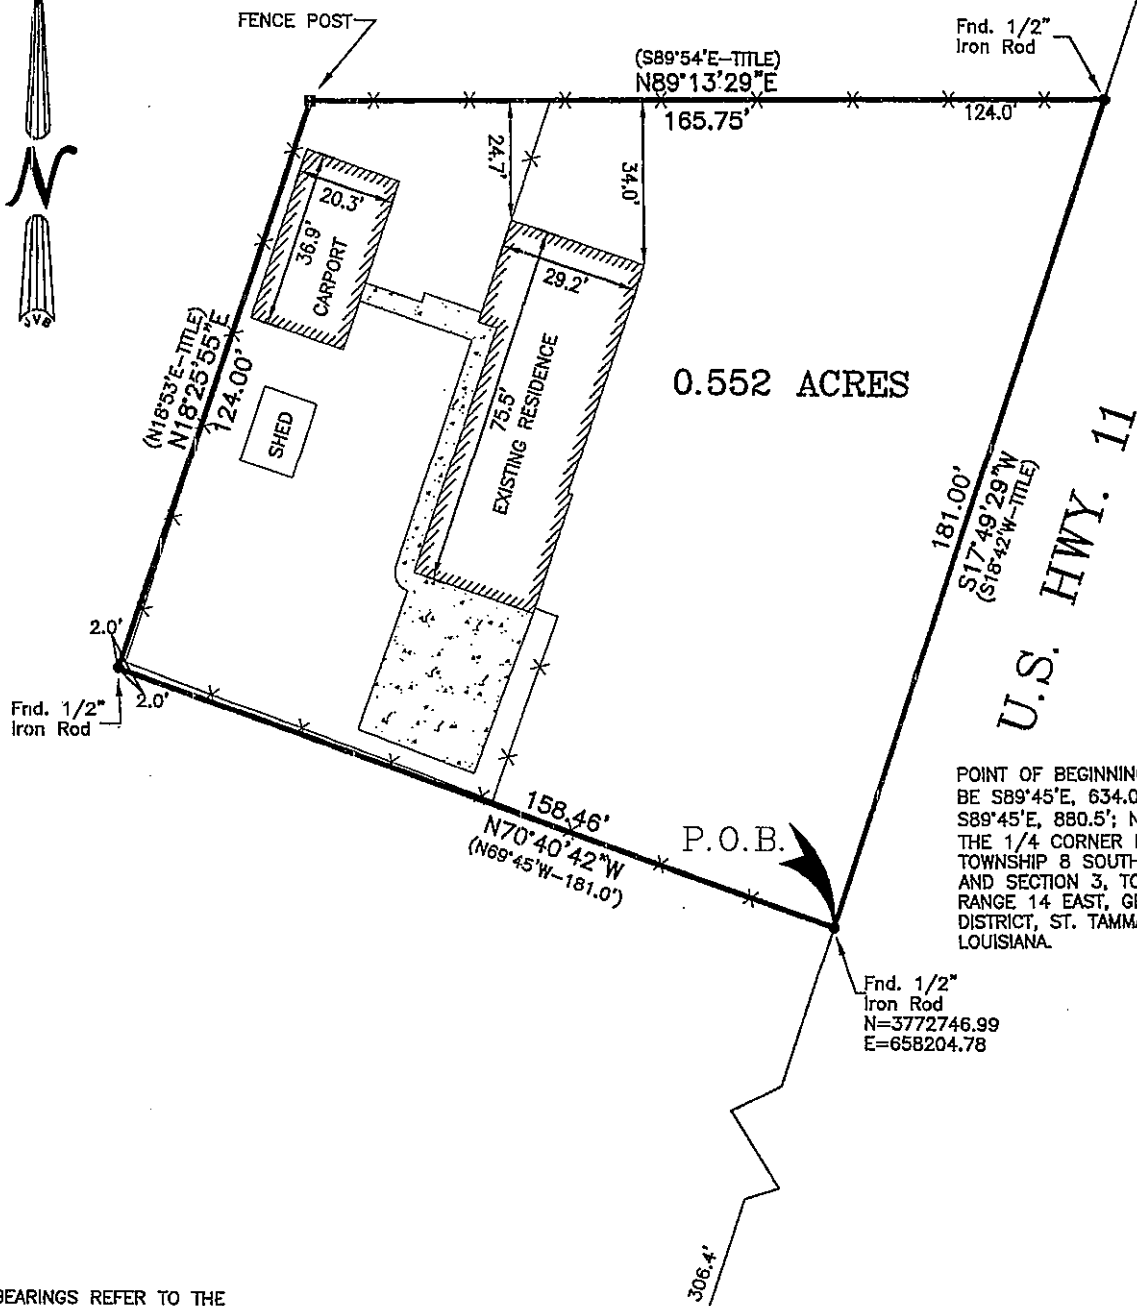 FENCE POST
Fnd. 1/2"
Iron Rod
(S89°54'E-TITLE)
N89°13'29"E
165.75'
124.0'
N
JVB
24.7'
34.0'
20.3'
36.9'
CARPORT
29.2'
75.5'
EXISTING RESIDENCE
(N18°53'E-TITLE)
N18°25'55"E
124.00'
SHED
0.552 ACRES
181.00'
S17°49'29"W
(S18°42'W-TITLE)
U.S. HWY. 11
2.0'
2.0'
Fnd. 1/2"
Iron Rod
158.46'
N70°40'42"W
(N69°45'W-181.0')
P.O.B.
POINT OF BEGINNING
BE S89°45'E, 634.0
S89°45'E, 880.5'; N
THE 1/4 CORNER
TOWNSHIP 8 SOUTH
AND SECTION 3, TO
RANGE 14 EAST, GR
DISTRICT, ST. TAMMA
LOUISIANA.
Fnd. 1/2"
Iron Rod
N=3772746.99
E=658204.78
306.4'
BEARINGS REFER TO THE